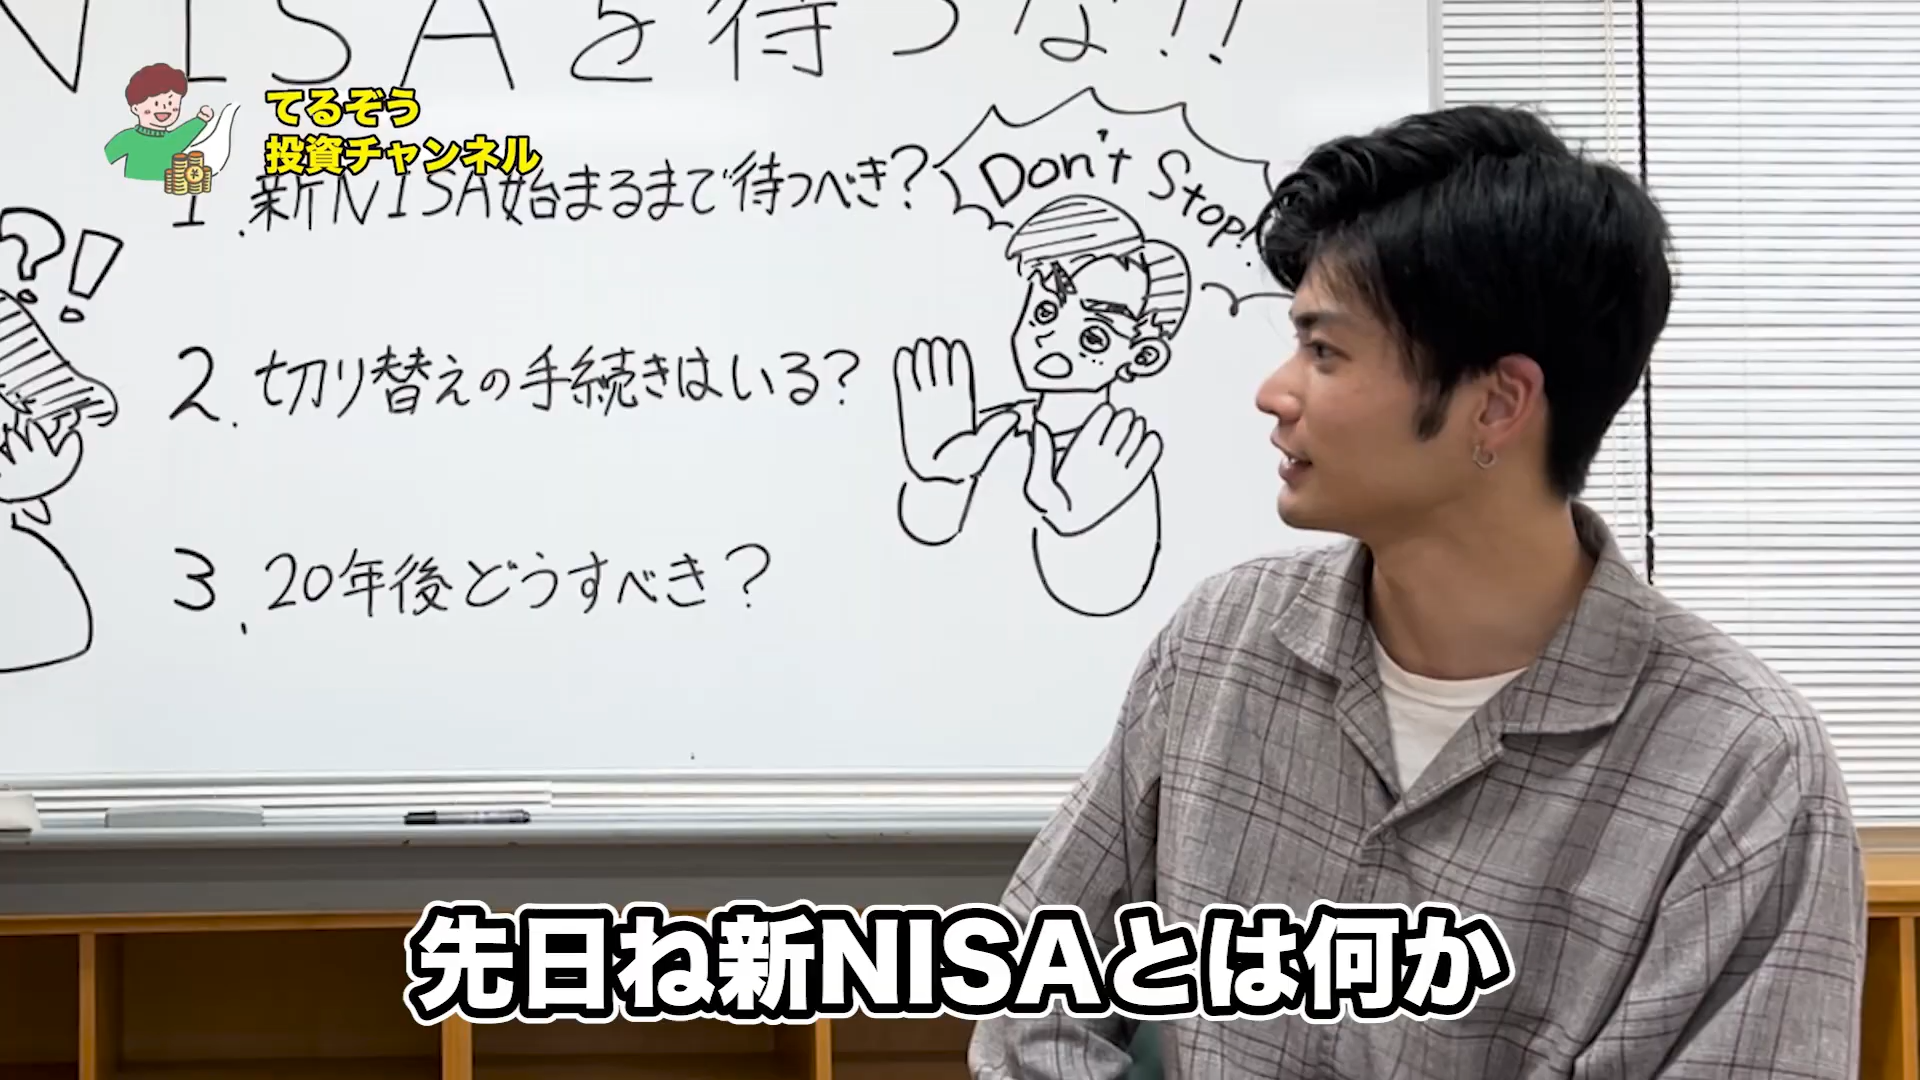 NISAを待つな!!
てるぞう
投資チャンネル
1.新NISA始まるまで待つべき?
Don't Stop!
?!
2.切り替えの手続きはいる?
3.20年後どうすべき?
先日ね新NISAとは何か